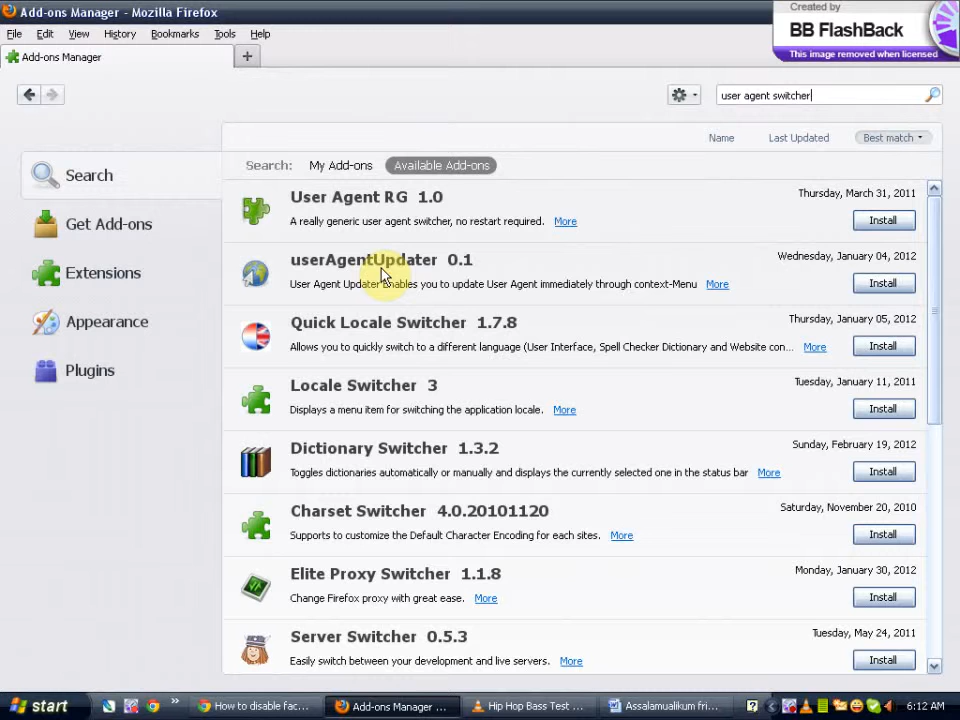 Add-ons Manager - Mozilla Firefox
Created by
BB FlashBack
This image removed when licensed
File Edit View History Bookmarks Tools Help
Add-ons Manager
user agent switcher
Name Last Updated Best match
Search
Get Add-ons
Extensions
Appearance
Plugins
Search: My Add-ons Available Add-ons
User Agent RG 1.0 Thursday, March 31, 2011
A really generic user agent switcher, no restart required. More Install
userAgentUpdater 0.1 Wednesday, January 04, 2012
User Agent Updater Enables you to update User Agent immediately through context-Menu More Install
Quick Locale Switcher 1.7.8 Thursday, January 05, 2012
Allows you to quickly switch to a different language (User Interface, Spell Checker Dictionary and Website con... More Install
Locale Switcher 3 Tuesday, January 11, 2011
Displays a menu item for switching the application locale. More Install
Dictionary Switcher 1.3.2 Sunday, February 19, 2012
Toggles dictionaries automatically or manually and displays the currently selected one in the status bar More Install
Charset Switcher 4.0.20101120 Saturday, November 20, 2010
Supports to customize the Default Character Encoding for each sites. More Install
Elite Proxy Switcher 1.1.8 Monday, January 30, 2012
Change Firefox proxy with great ease. More Install
Server Switcher 0.5.3 Tuesday, May 24, 2011
Easily switch between your development and live servers. More Install
start How to disable fac... Add-ons Manager ... Hip Hop Bass Test ... Assalamualikum fri... 6:12 AM